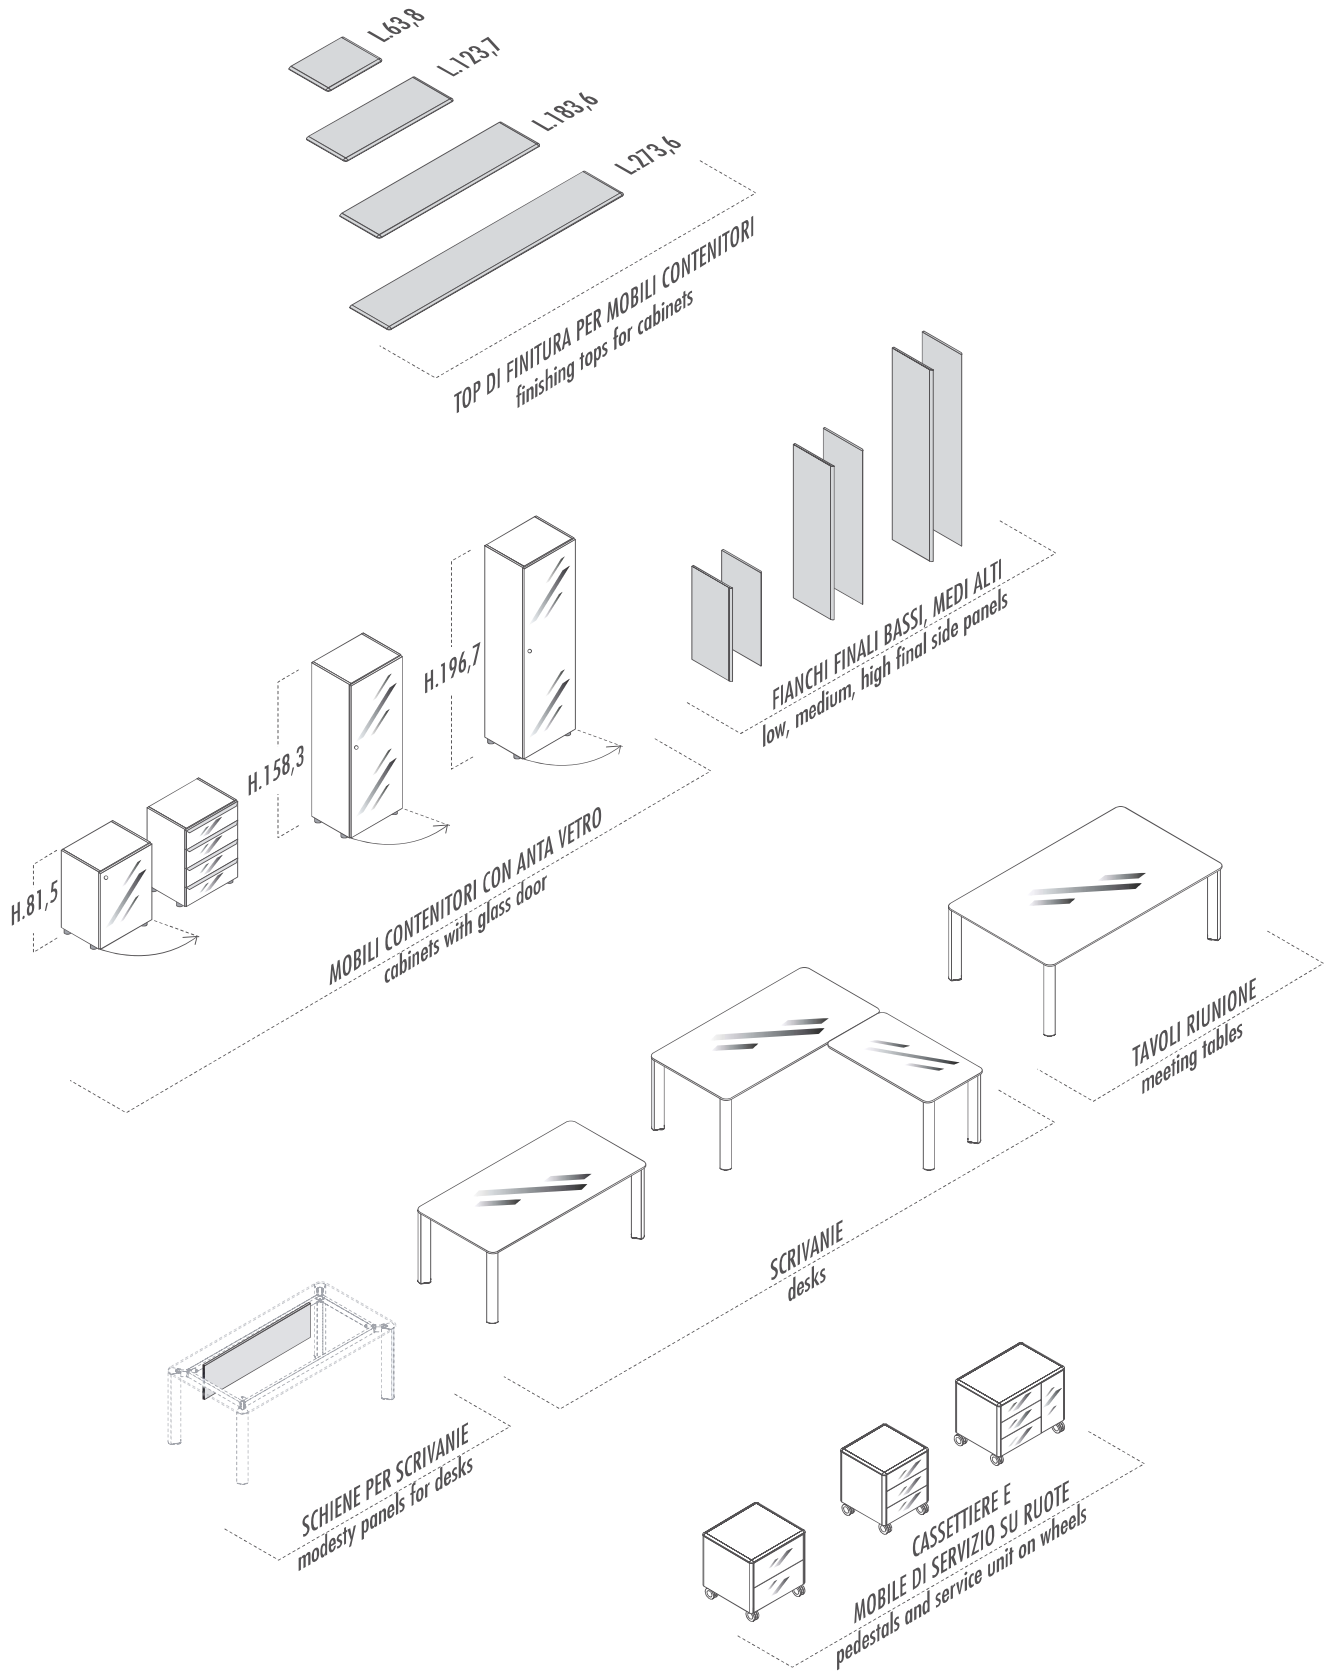 L.63,8
L.123,7
L.183,6
L.273,6
TOP DI FINITURA PER MOBILI CONTENITORI
finishing tops for cabinets
FIANCHI FINALI BASSI, MEDI ALTI
low, medium, high final side panels
H.196,7
H.158,3
H.81,5
MOBILI CONTENITORI CON ANTA VETRO
cabinets with glass door
TAVOLI RIUNIONE
meeting tables
SCRIVANIE
desks
SCHIENE PER SCRIVANIE
modesty panels for desks
CASSETTIERE E
MOBILE DI SERVIZIO SU RUOTE
pedestals and service unit on wheels